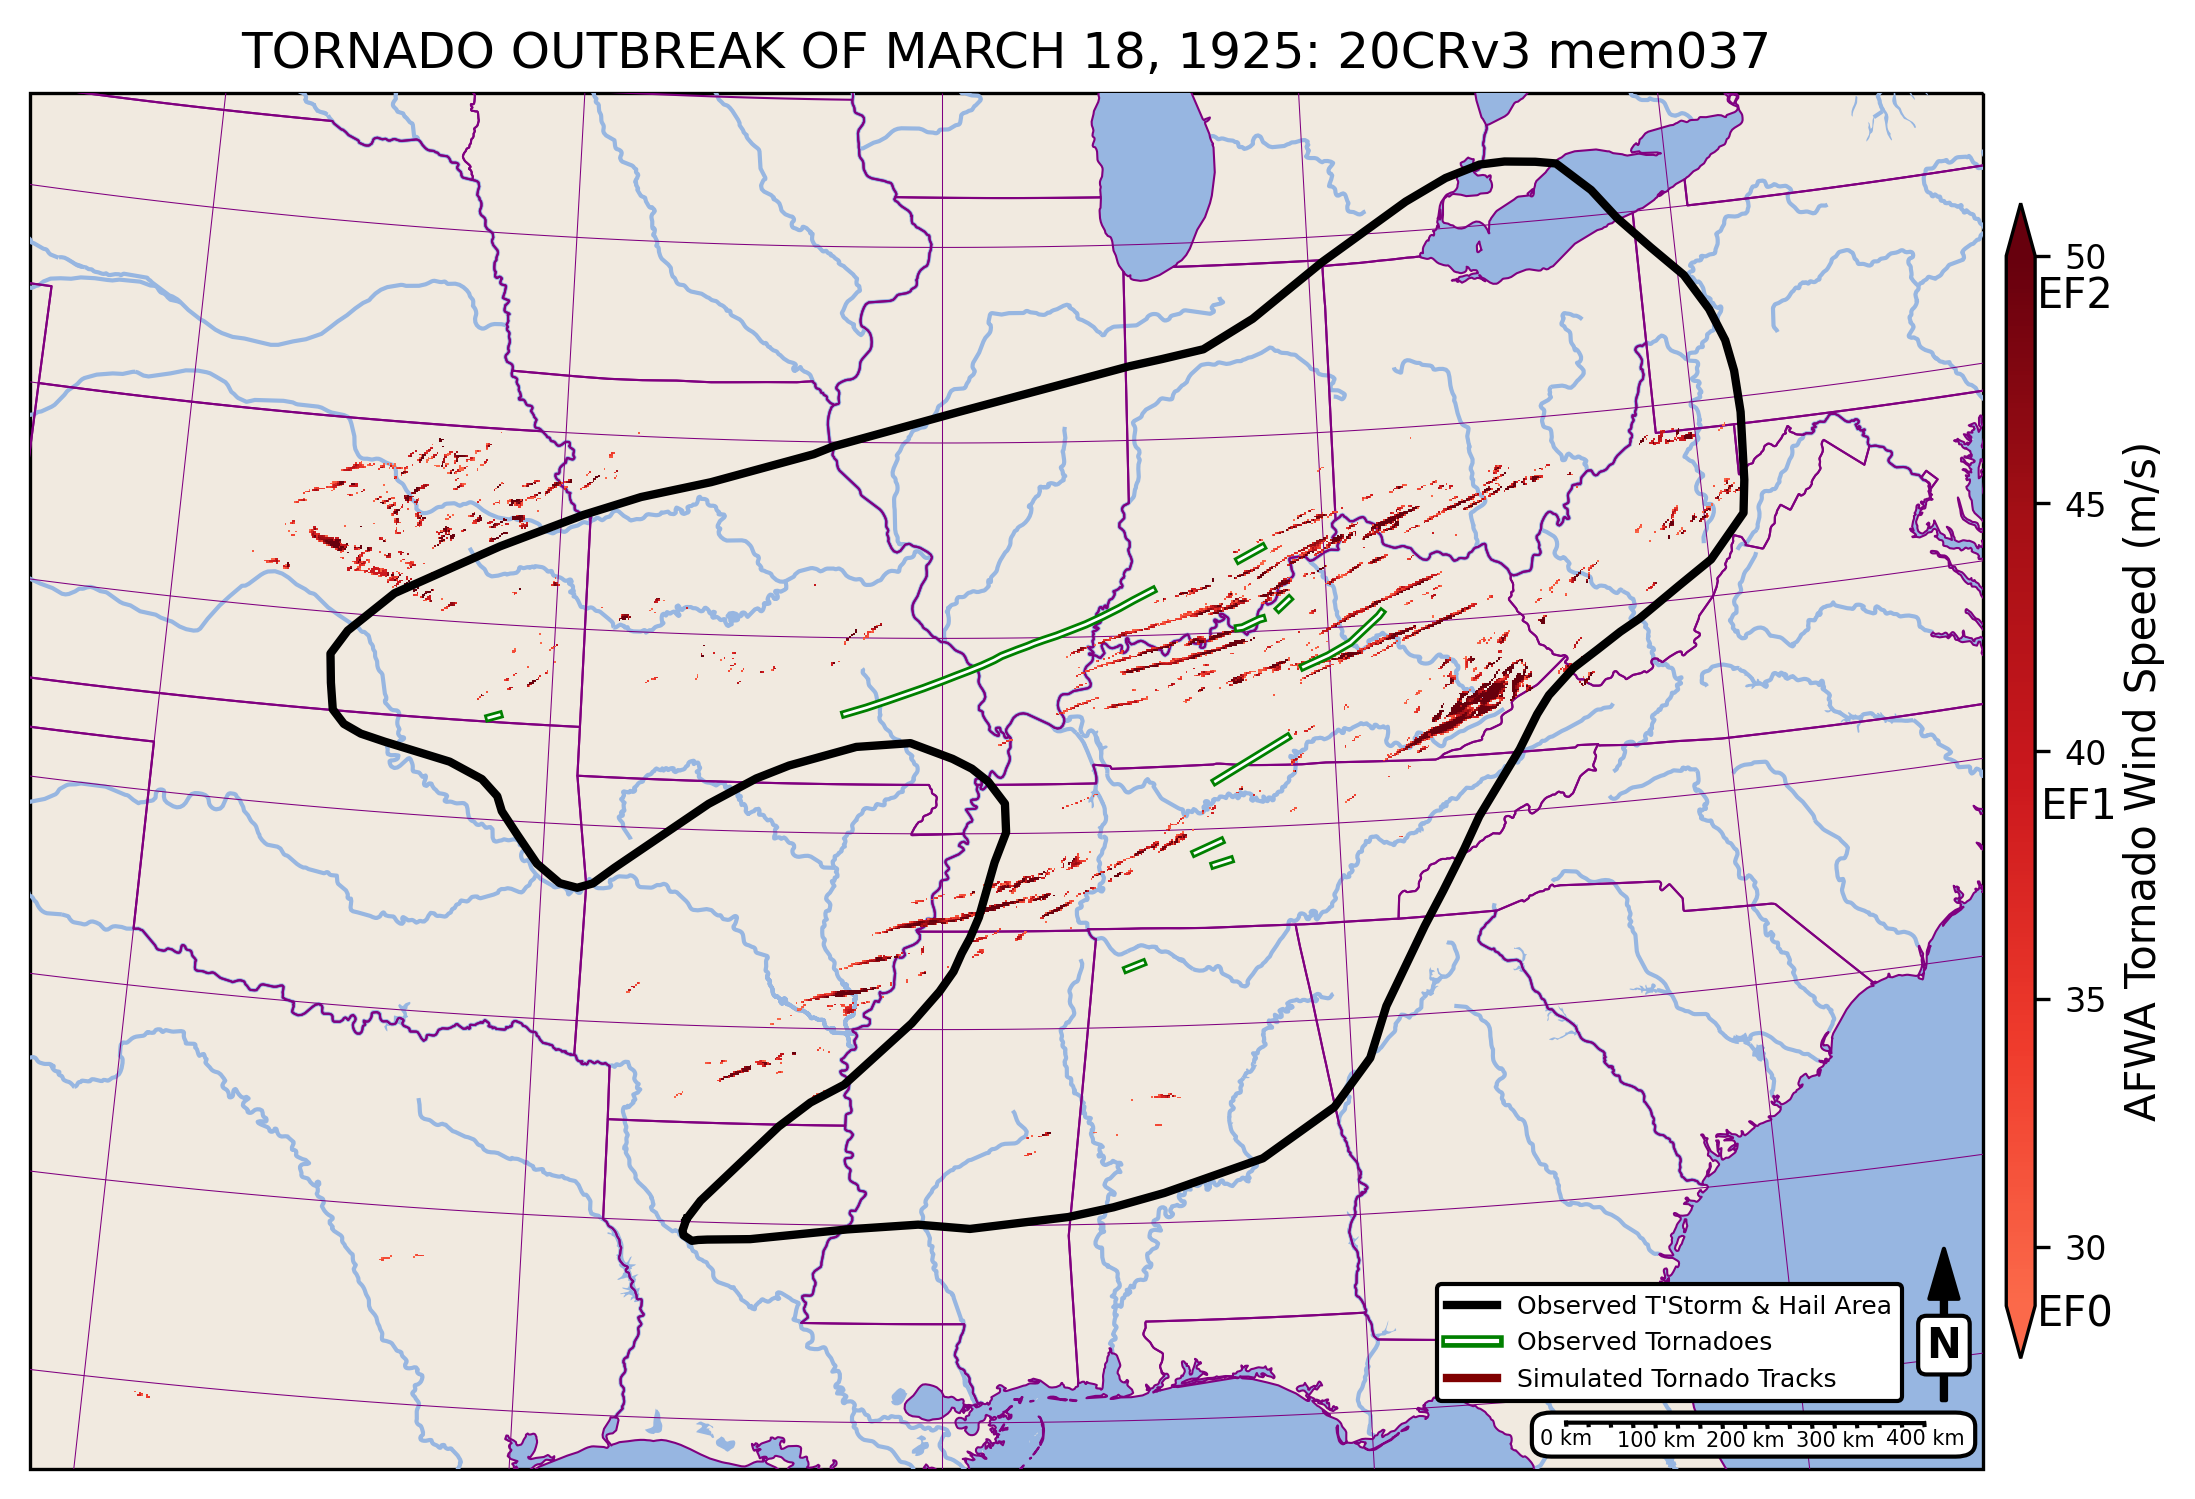 TORNADO OUTBREAK OF MARCH 18, 1925: 20CRv3 mem037
50
EF2
45
40
EF1
35
30
EF0
AFWA Tornado Wind Speed (m/s)
Observed T'Storm & Hail Area
Observed Tornadoes
Simulated Tornado Tracks
N
0 km 100 km 200 km 300 km 400 km